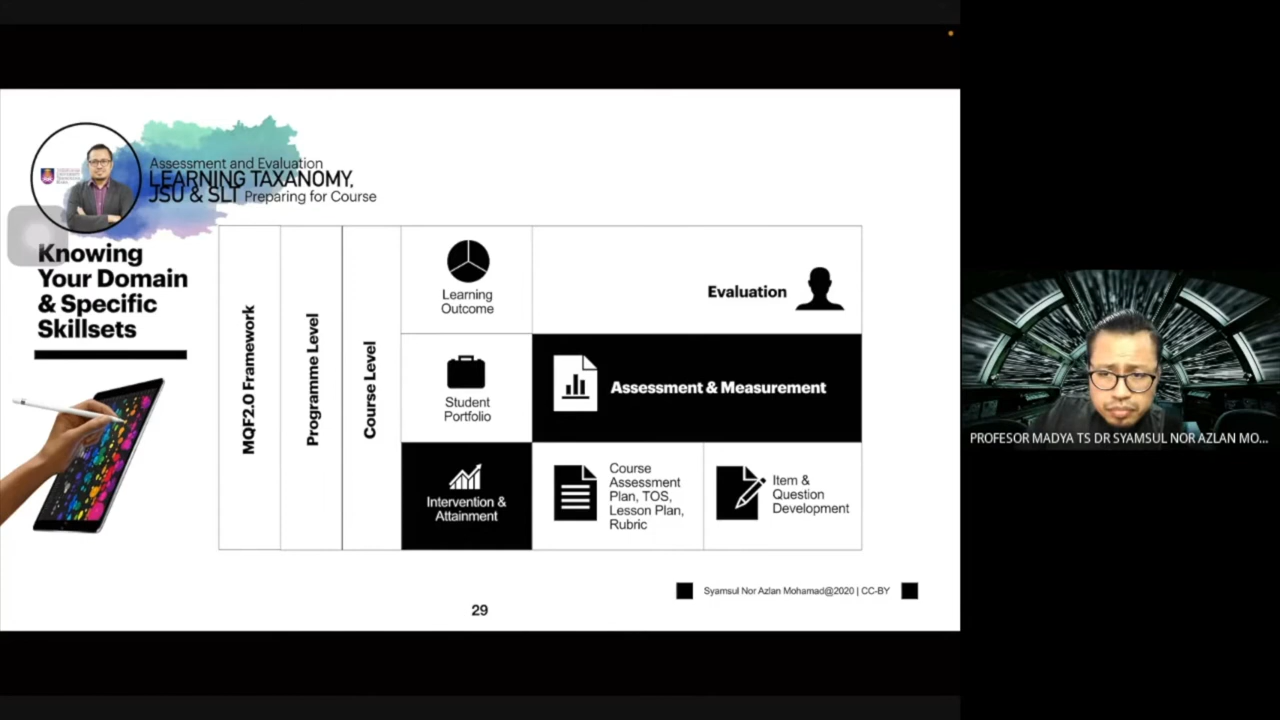 Assessment and Evaluation
LEARNING TAXANOMY,
JSU & SLT Preparing for Course
Knowing
Your Domain
& Specific
Skillsets
MQF2.0 Framework
Programme Level
Course Level
Learning
Outcome
Evaluation
Student
Portfolio
Assessment & Measurement
Intervention &
Attainment
Course
Assessment
Plan, TOS,
Lesson Plan,
Rubric
Item &
Question
Development
Syamsul Nor Azlan Mohamad@2020 | CC-BY
29
PROFESOR MADYA TS DR SYAMSUL NOR AZLAN MO...